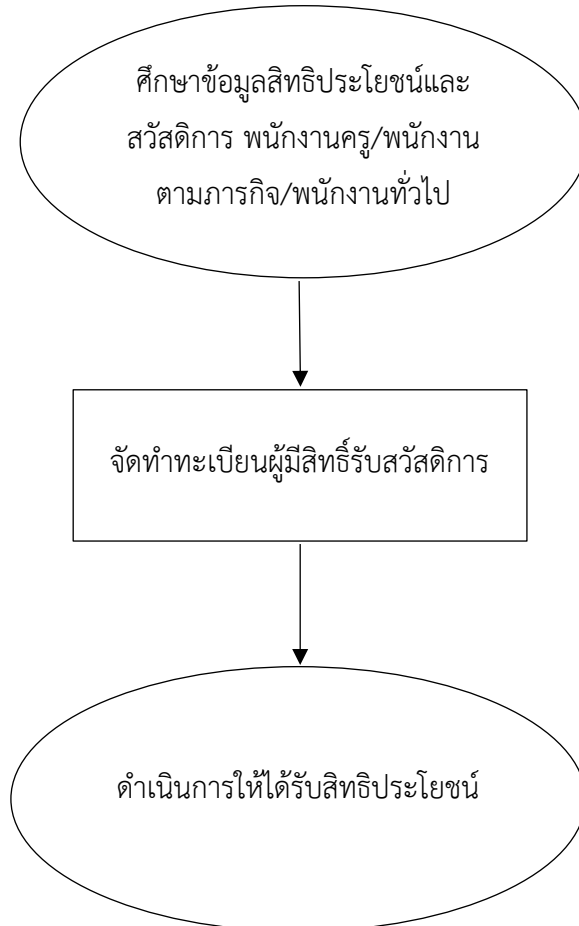 ศึกษาข้อมูลสิทธิประโยชน์และ
สวัสดิการ พนักงานครู/พนักงาน
ตามภารกิจ/พนักงานทั่วไป
จัดทำทะเบียนผู้มีสิทธิ์รับสวัสดิการ
ดำเนินการให้ได้รับสิทธิประโยชน์